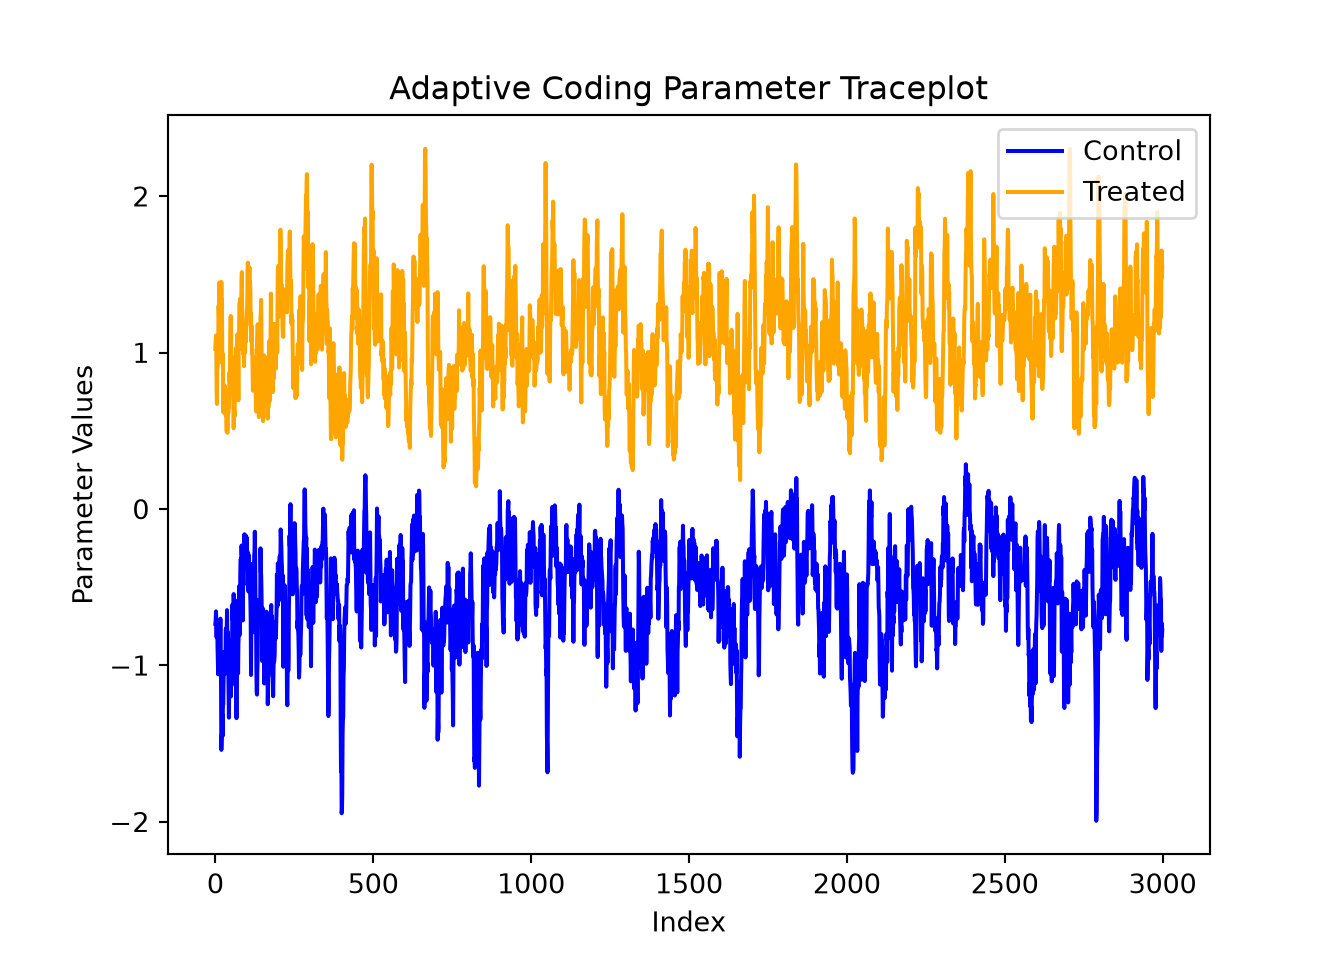 Adaptive Coding Parameter Traceplot
Control
Treated
2
1
0
−1
−2
Parameter Values
0
500
1000
1500
2000
2500
3000
Index